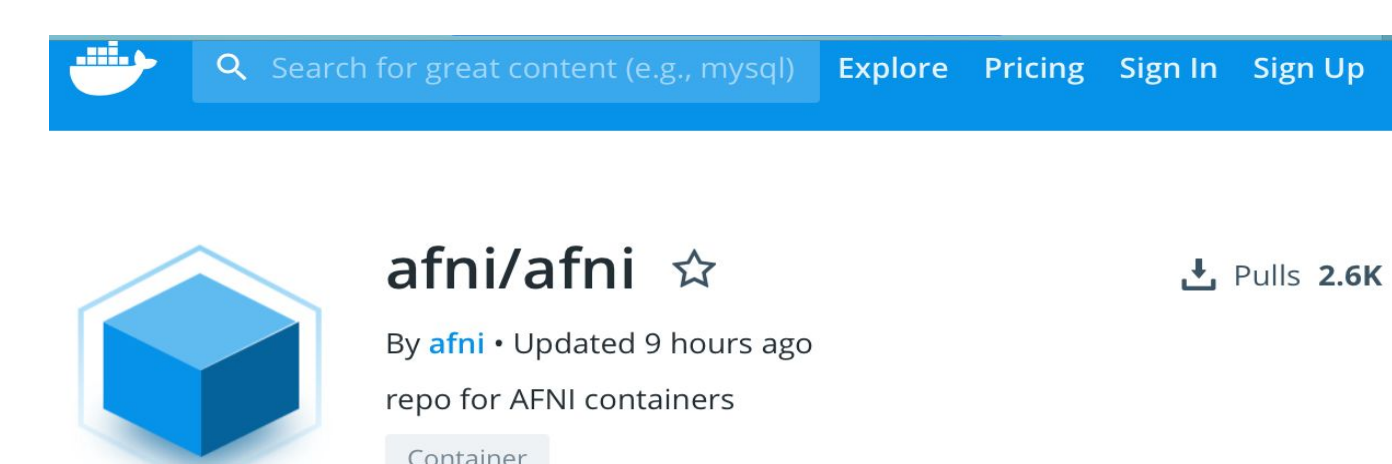 Search for great content (e.g., mysql) Explore Pricing Sign In Sign Up
afni/afni
Pulls 2.6K
By afni • Updated 9 hours ago
repo for AFNI containers
Container